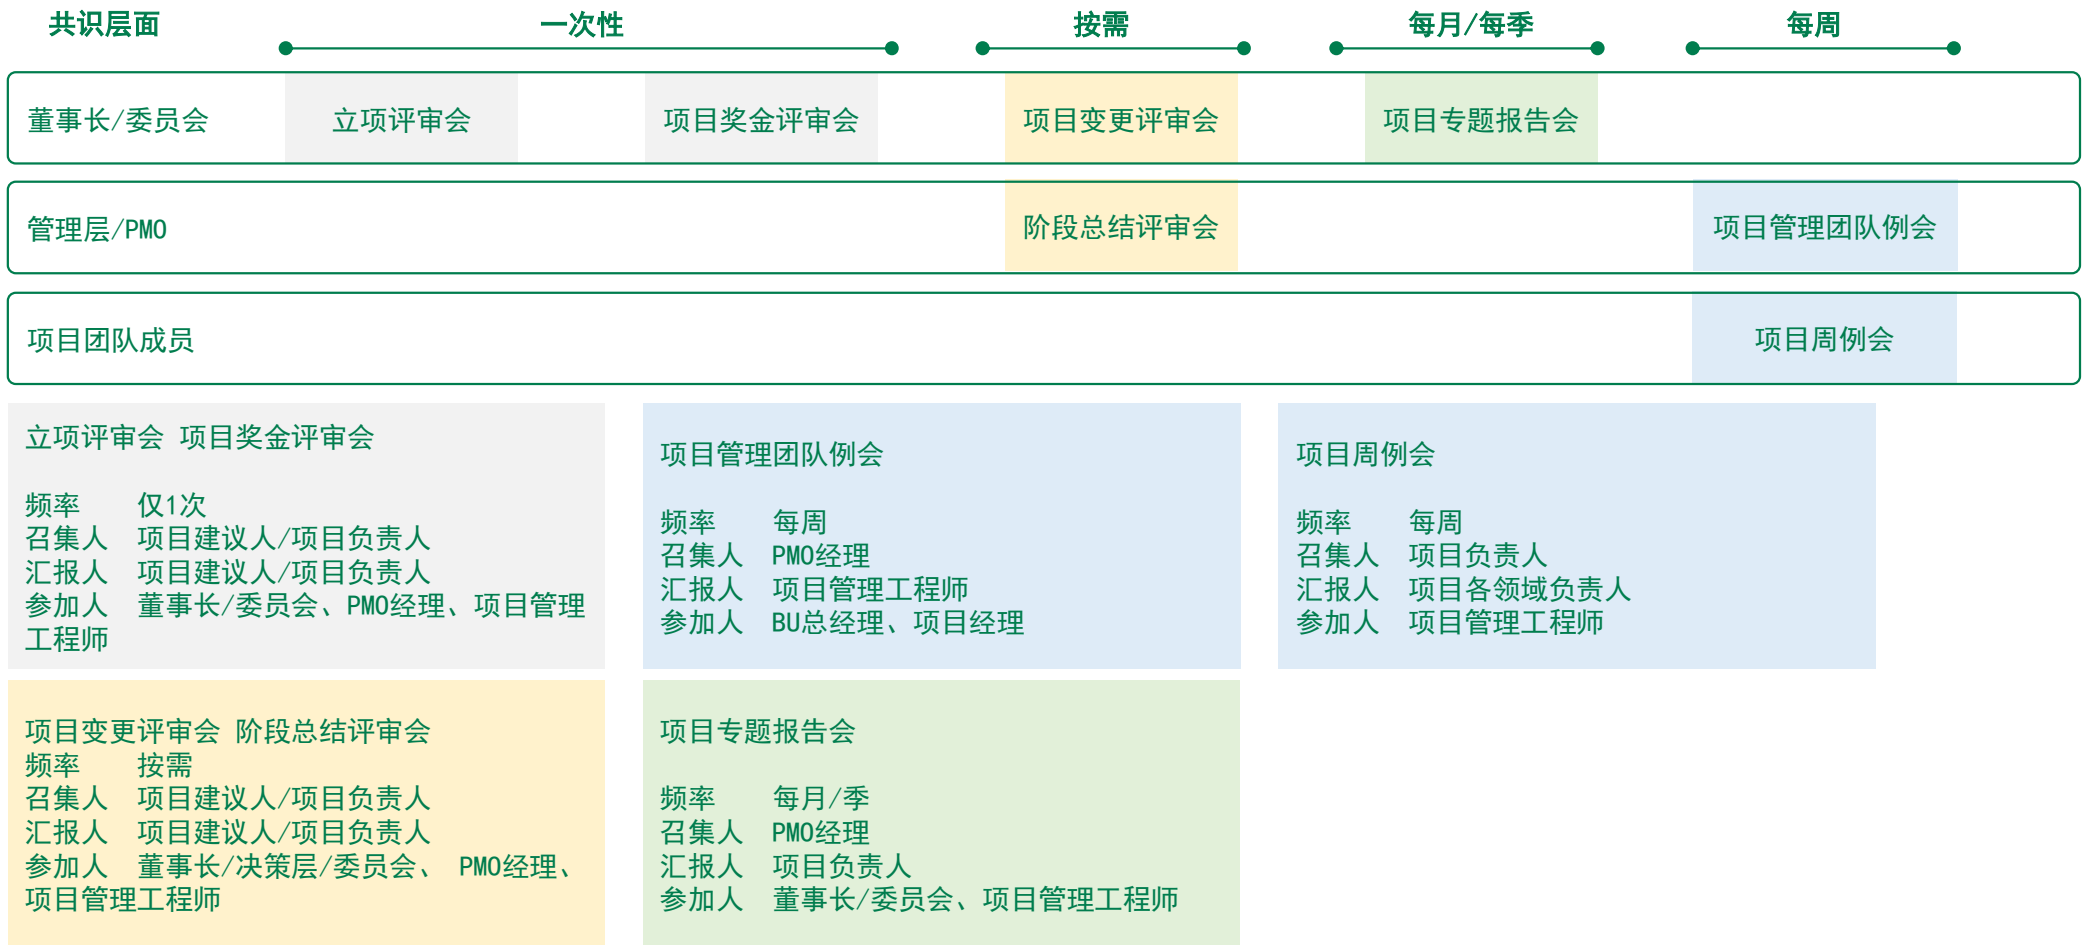 共识层面 一次性 按需 每月/每季 每周
董事长/委员会 立项评审会 项目奖金评审会 项目变更评审会 项目专题报告会
管理层/PMO 阶段总结评审会 项目管理团队例会
项目团队成员 项目周例会
立项评审会 项目奖金评审会
频率 仅1次
召集人 项目建议人/项目负责人
汇报人 项目建议人/项目负责人
参加人 董事长/委员会、PMO经理、项目管理
工程师
项目管理团队例会
频率 每周
召集人 PMO经理
汇报人 项目管理工程师
参加人 BU总经理、项目经理
项目周例会
频率 每周
召集人 项目负责人
汇报人 项目各领域负责人
参加人 项目管理工程师
项目变更评审会 阶段总结评审会
频率 按需
召集人 项目建议人/项目负责人
汇报人 项目建议人/项目负责人
参加人 董事长/决策层/委员会、 PMO经理、
项目管理工程师
项目专题报告会
频率 每月/季
召集人 PMO经理
汇报人 项目负责人
参加人 董事长/委员会、项目管理工程师